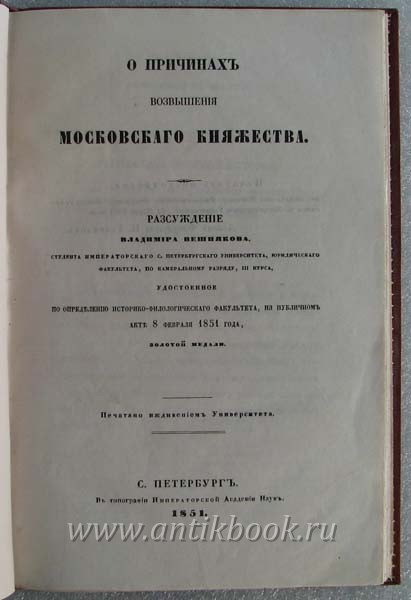 О ПРИЧИНАХЪ
ВОЗВЫШЕНІЯ
МОСКОВСКАГО КНЯЖЕСТВА.
РАЗСУЖДЕНІЕ
ВЛАДИМІРА ВЕШНЯКОВА,
СТУДЕНТА ИМПЕРАТОРСКАГО С. ПЕТЕРБУРГСКАГО УНИВЕРСИТЕТА, ЮРИДИЧЕСКАГО
ФАКУЛЬТЕТА, ПО КАМЕРАЛЬНОМУ РАЗРЯДУ, III КУРСА,
УДОСТОЕННОЕ
ПО ОПРЕДѢЛЕНІЮ ИСТОРИКО-ФИЛОЛОГИЧЕСКАГО ФАКУЛЬТЕТА, НА ПУБЛИЧНОМЪ
АКТѢ 8 ФЕВРАЛЯ 1851 ГОДА,
ЗОЛОТОЙ МЕДАЛИ.
Печатано иждивеніемъ Университета.
С. ПЕТЕРБУРГЪ.
Въ типографіи Императорской Академіи Наукъ.
1851.
www.antikbook.ru